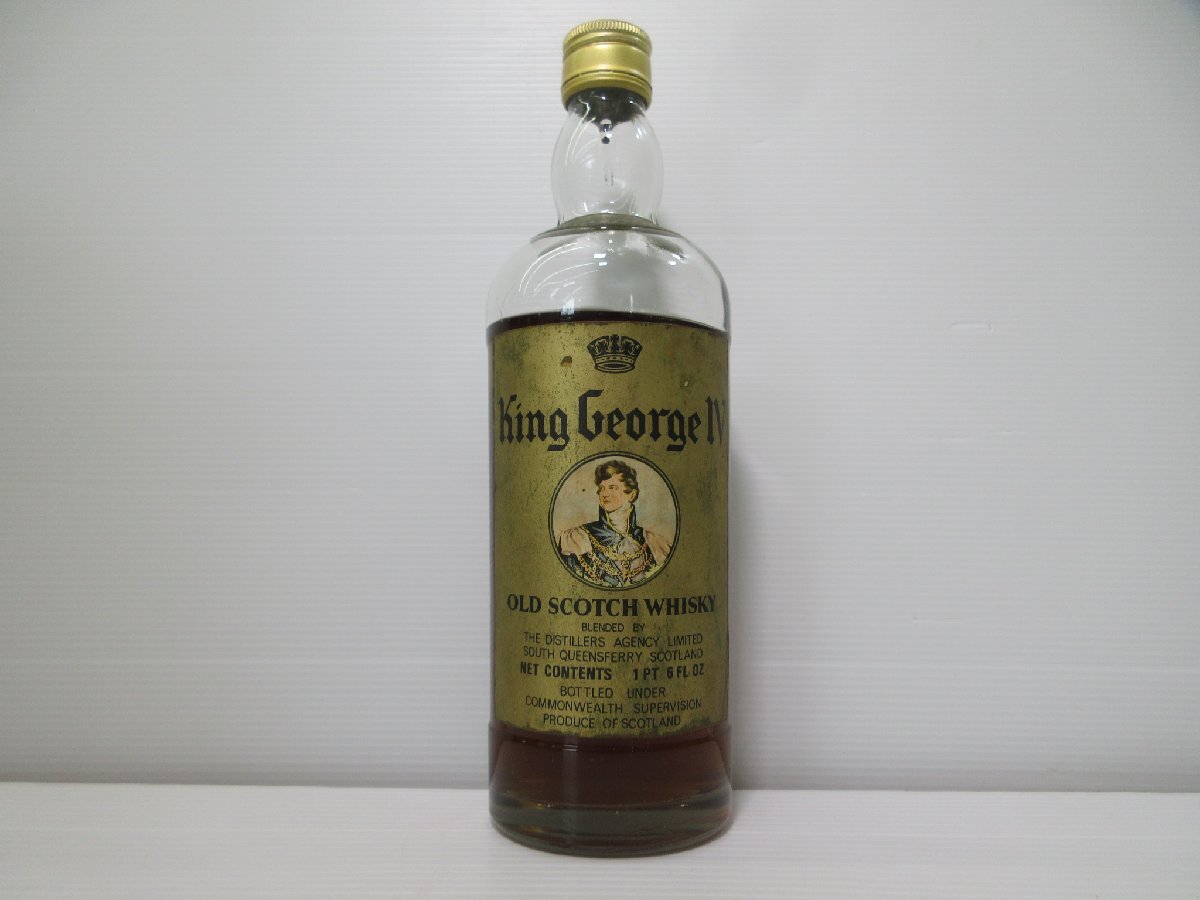 King George IV
OLD SCOTCH WHISKY
BLENDED BY
THE DISTILLERS AGENCY LIMITED
SOUTH QUEENSFERRY SCOTLAND
NET CONTENTS 1 PT 6 FL OZ
BOTTLED UNDER
COMMONWEALTH SUPERVISION
PRODUCE OF SCOTLAND